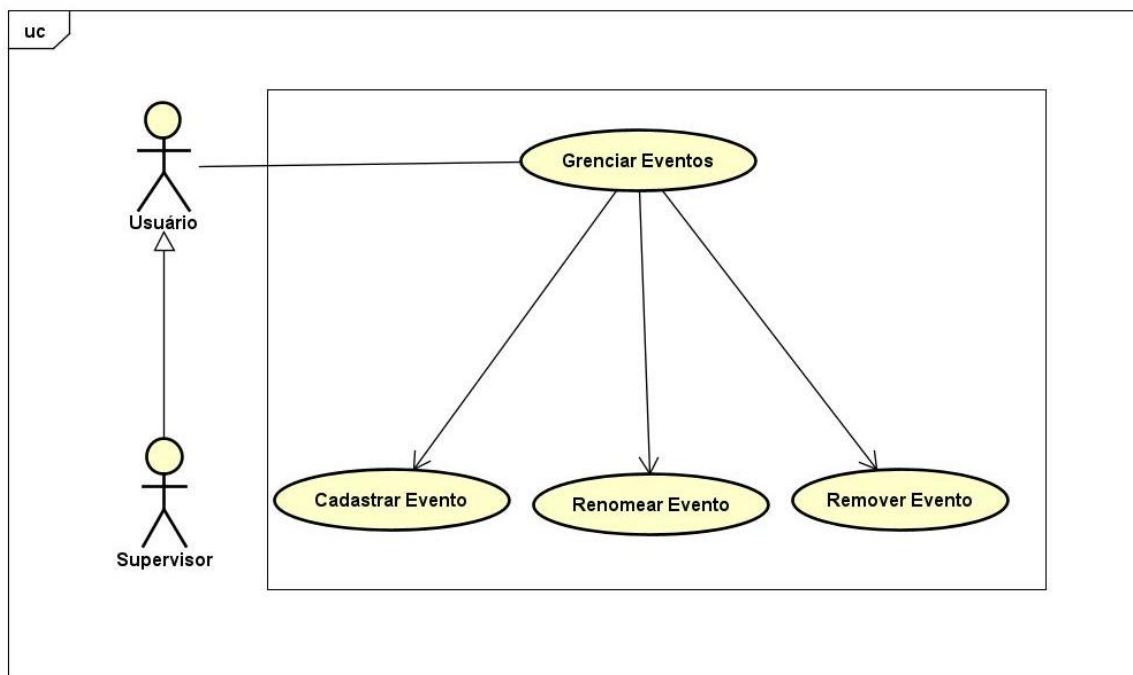 uc
Grenciar Eventos
Usuário
Cadastrar Evento
Renomear Evento
Remover Evento
Supervisor